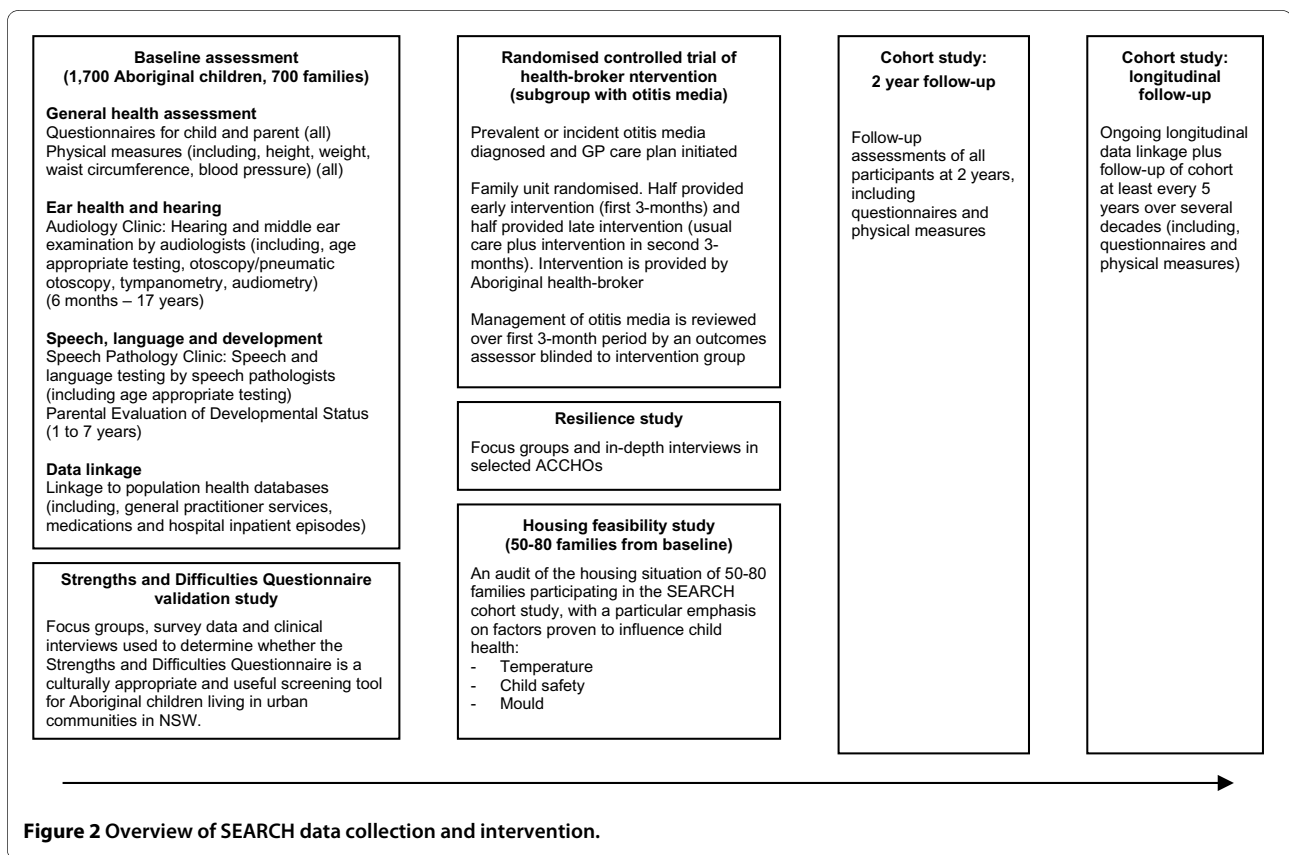 Baseline assessment
(1,700 Aboriginal children, 700 families)
General health assessment
Questionnaires for child and parent (all)
Physical measures (including, height, weight,
waist circumference, blood pressure) (all)
Ear health and hearing
Audiology Clinic: Hearing and middle ear
examination by audiologists (including, age
appropriate testing, otoscopy/pneumatic
otoscopy, tympanometry, audiometry)
(6 months – 17 years)
Speech, language and development
Speech Pathology Clinic: Speech and
language testing by speech pathologists
(including age appropriate testing)
Parental Evaluation of Developmental Status
(1 to 7 years)
Data linkage
Linkage to population health databases
(including, general practitioner services,
medications and hospital inpatient episodes)
Strengths and Difficulties Questionnaire
validation study
Focus groups, survey data and clinical
interviews used to determine whether the
Strengths and Difficulties Questionnaire is a
culturally appropriate and useful screening tool
for Aboriginal children living in urban
communities in NSW.
Randomised controlled trial of
health-broker ntervention
(subgroup with otitis media)
Prevalent or incident otitis media
diagnosed and GP care plan initiated
Family unit randomised. Half provided
early intervention (first 3-months) and
half provided late intervention (usual
care plus intervention in second 3-
months). Intervention is provided by
Aboriginal health-broker
Management of otitis media is reviewed
over first 3-month period by an outcomes
assessor blinded to intervention group
Resilience study
Focus groups and in-depth interviews in
selected ACCHOs
Housing feasibility study
(50-80 families from baseline)
An audit of the housing situation of 50-80
families participating in the SEARCH
cohort study, with a particular emphasis
on factors proven to influence child
health:
- Temperature
- Child safety
- Mould
Cohort study:
2 year follow-up
Follow-up
assessments of all
participants at 2 years,
including
questionnaires and
physical measures
Cohort study:
longitudinal
follow-up
Ongoing longitudinal
data linkage plus
follow-up of cohort
at least every 5
years over several
decades (including,
questionnaires and
physical measures)
Figure 2 Overview of SEARCH data collection and intervention.